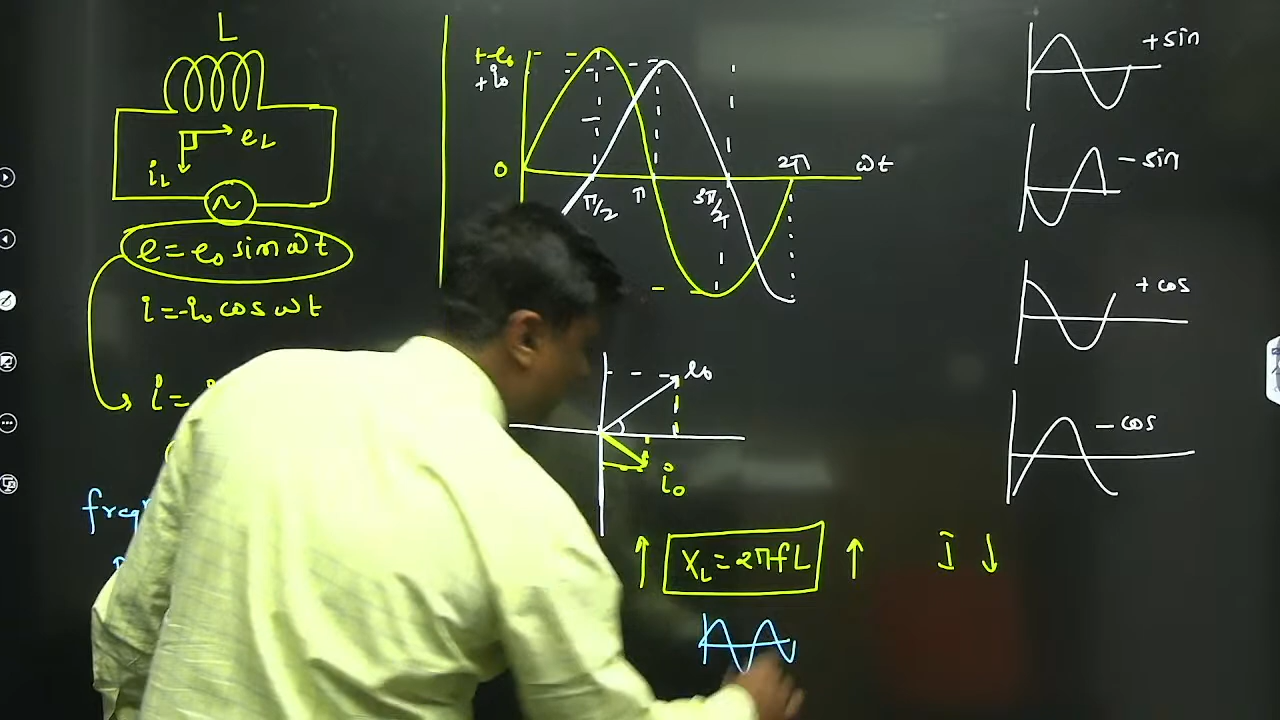 L
e_L
i_L
~
e = e₀ sin ωt
i = -i₀ cos ωt
i =
freq
+e₀
+i₀
0
π/2
π
3π/2
2π
ωt
e₀
i₀
↑ X_L = 2πfL ↑ I ↓
+ sin
- sin
+ cos
- cos